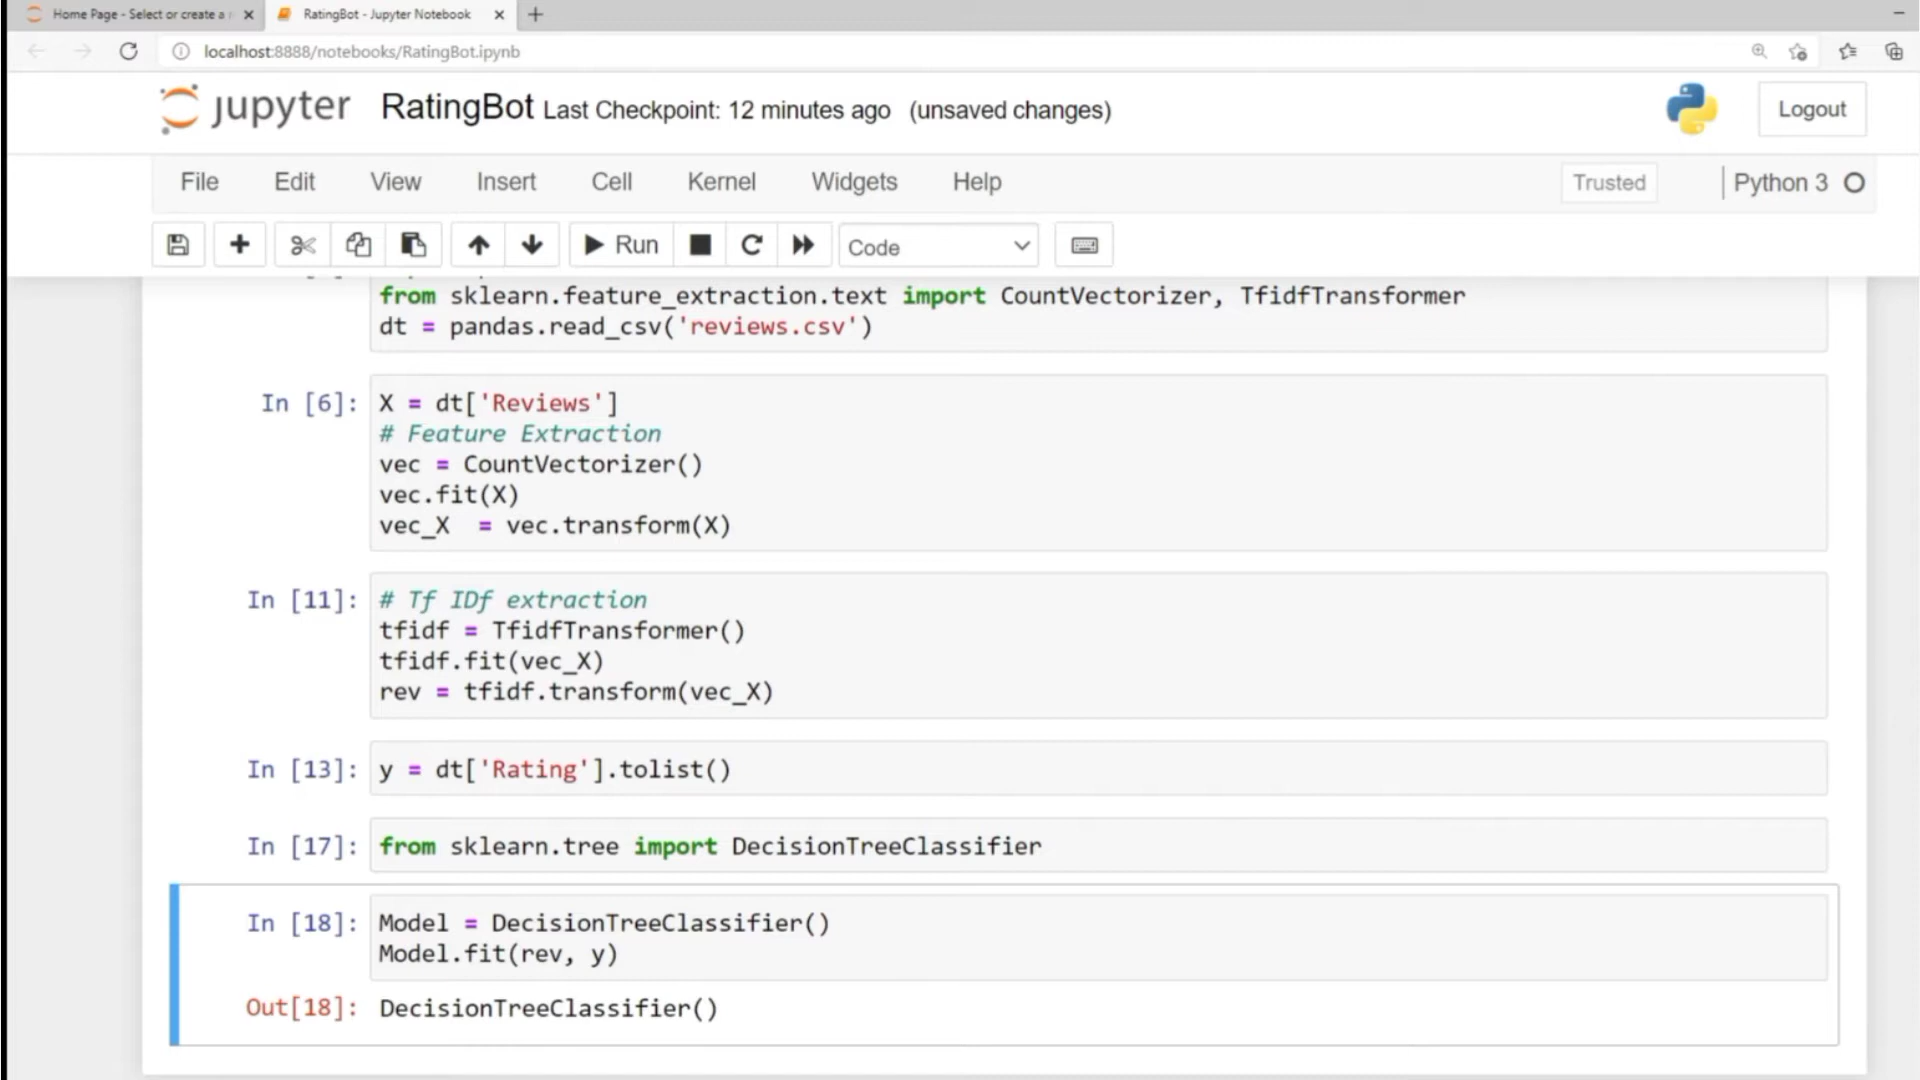 Home Page - Select or create a
RatingBot - Jupyter Notebook
localhost:8888/notebooks/RatingBot.ipynb
jupyter RatingBot Last Checkpoint: 12 minutes ago (unsaved changes)
Logout
File Edit View Insert Cell Kernel Widgets Help
Trusted
Python 3
Run
Code
from sklearn.feature_extraction.text import CountVectorizer, TfidfTransformer
dt = pandas.read_csv('reviews.csv')
In [6]: X = dt['Reviews']
# Feature Extraction
vec = CountVectorizer()
vec.fit(X)
vec_X  = vec.transform(X)
In [11]: # Tf IDf extraction
tfidf = TfidfTransformer()
tfidf.fit(vec_X)
rev = tfidf.transform(vec_X)
In [13]: y = dt['Rating'].tolist()
In [17]: from sklearn.tree import DecisionTreeClassifier
In [18]: Model = DecisionTreeClassifier()
Model.fit(rev, y)
Out[18]: DecisionTreeClassifier()